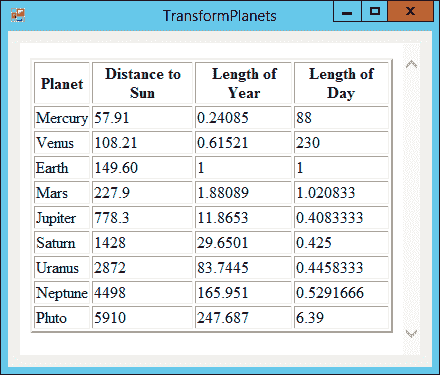 TransformPlanets
Planet Distance to Sun Length of Year Length of Day
Mercury 57.91 0.24085 88
Venus 108.21 0.61521 230
Earth 149.60 1 1
Mars 227.9 1.88089 1.020833
Jupiter 778.3 11.8653 0.4083333
Saturn 1428 29.6501 0.425
Uranus 2872 83.7445 0.4458333
Neptune 4498 165.951 0.5291666
Pluto 5910 247.687 6.39